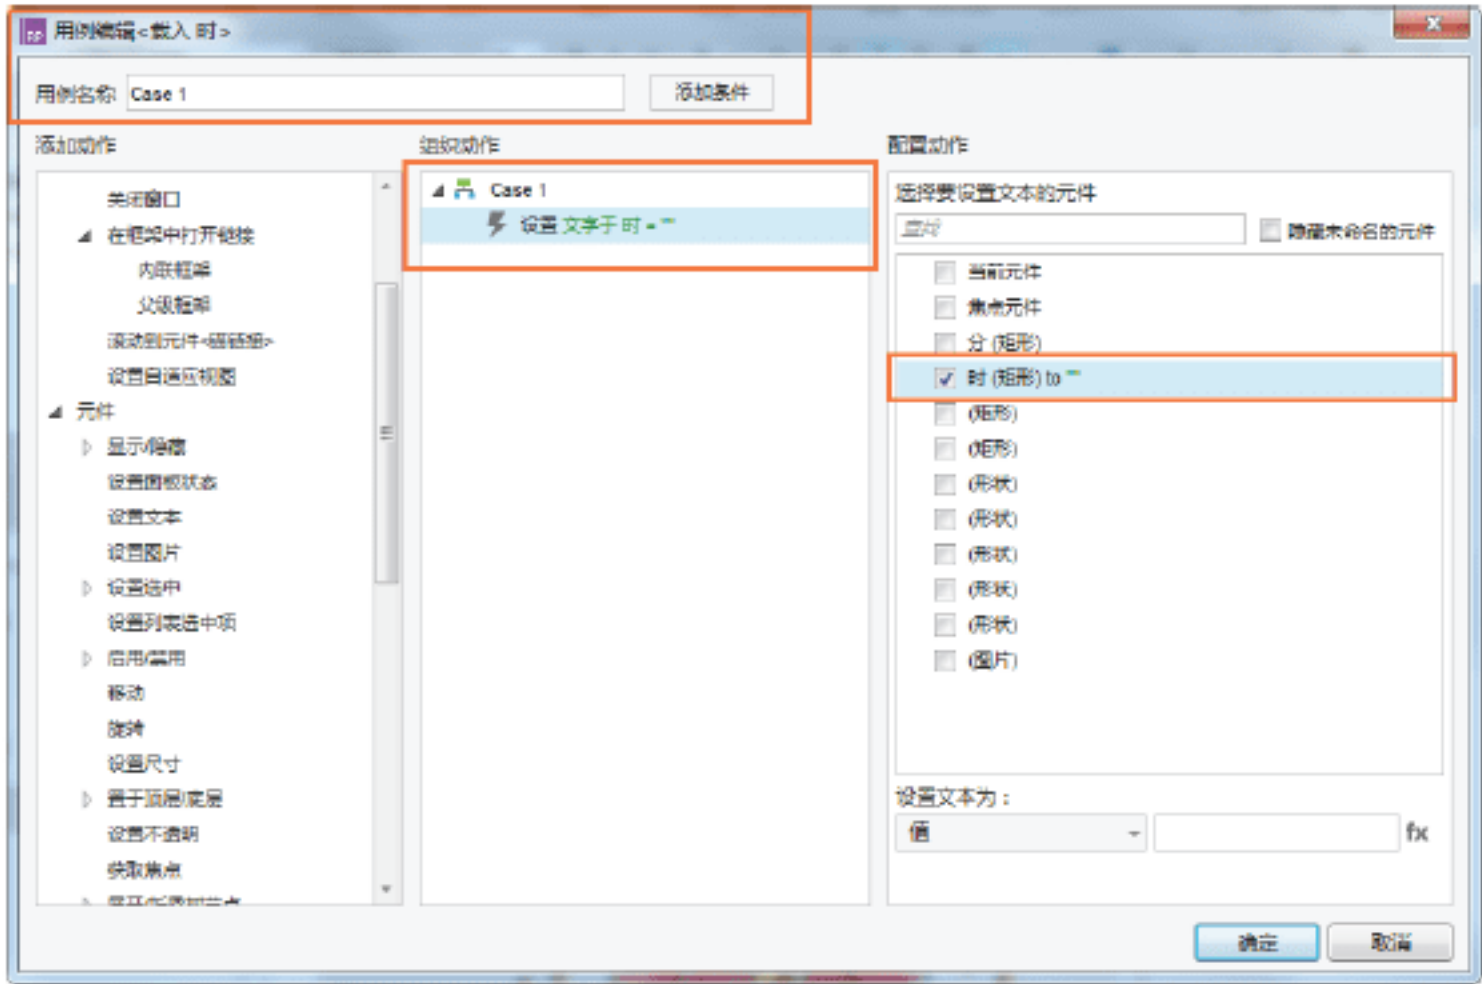 用例编辑<载入 时>
用例名称 Case 1 添加条件
添加动作
关闭窗口
在框架中打开链接
内联框架
父级框架
滚动到元件<锚链接>
设置自适应视图
元件
显示/隐藏
设置面板状态
设置文本
设置图片
设置选中
设置列表选中项
启用/禁用
移动
旋转
设置尺寸
置于顶层/底层
设置不透明
获取焦点
组织动作
Case 1
设置 文字于 时 = ""
配置动作
选择要设置文本的元件
查找 隐藏未命名的元件
当前元件
焦点元件
分 (矩形)
时 (矩形) to ""
(矩形)
(矩形)
(形状)
(形状)
(形状)
(形状)
(形状)
(图片)
设置文本为：
值 fx
确定 取消